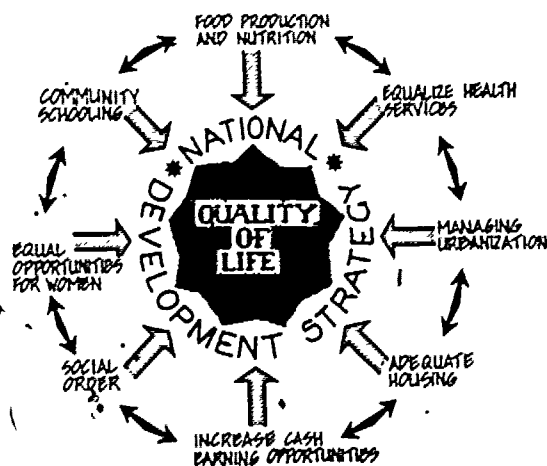 FOOD PRODUCTION
AND NUTRITION
EQUALIZE HEALTH
SERVICES
MANAGING
URBANIZATION
ADEQUATE
HOUSING
INCREASE CASH
EARNING OPPORTUNITIES
SOCIAL
ORDER
EQUAL
OPPORTUNITIES
FOR WOMEN
COMMUNITY
SCHOOLING
* NATIONAL *
DEVELOPMENT STRATEGY
QUALITY
OF
LIFE